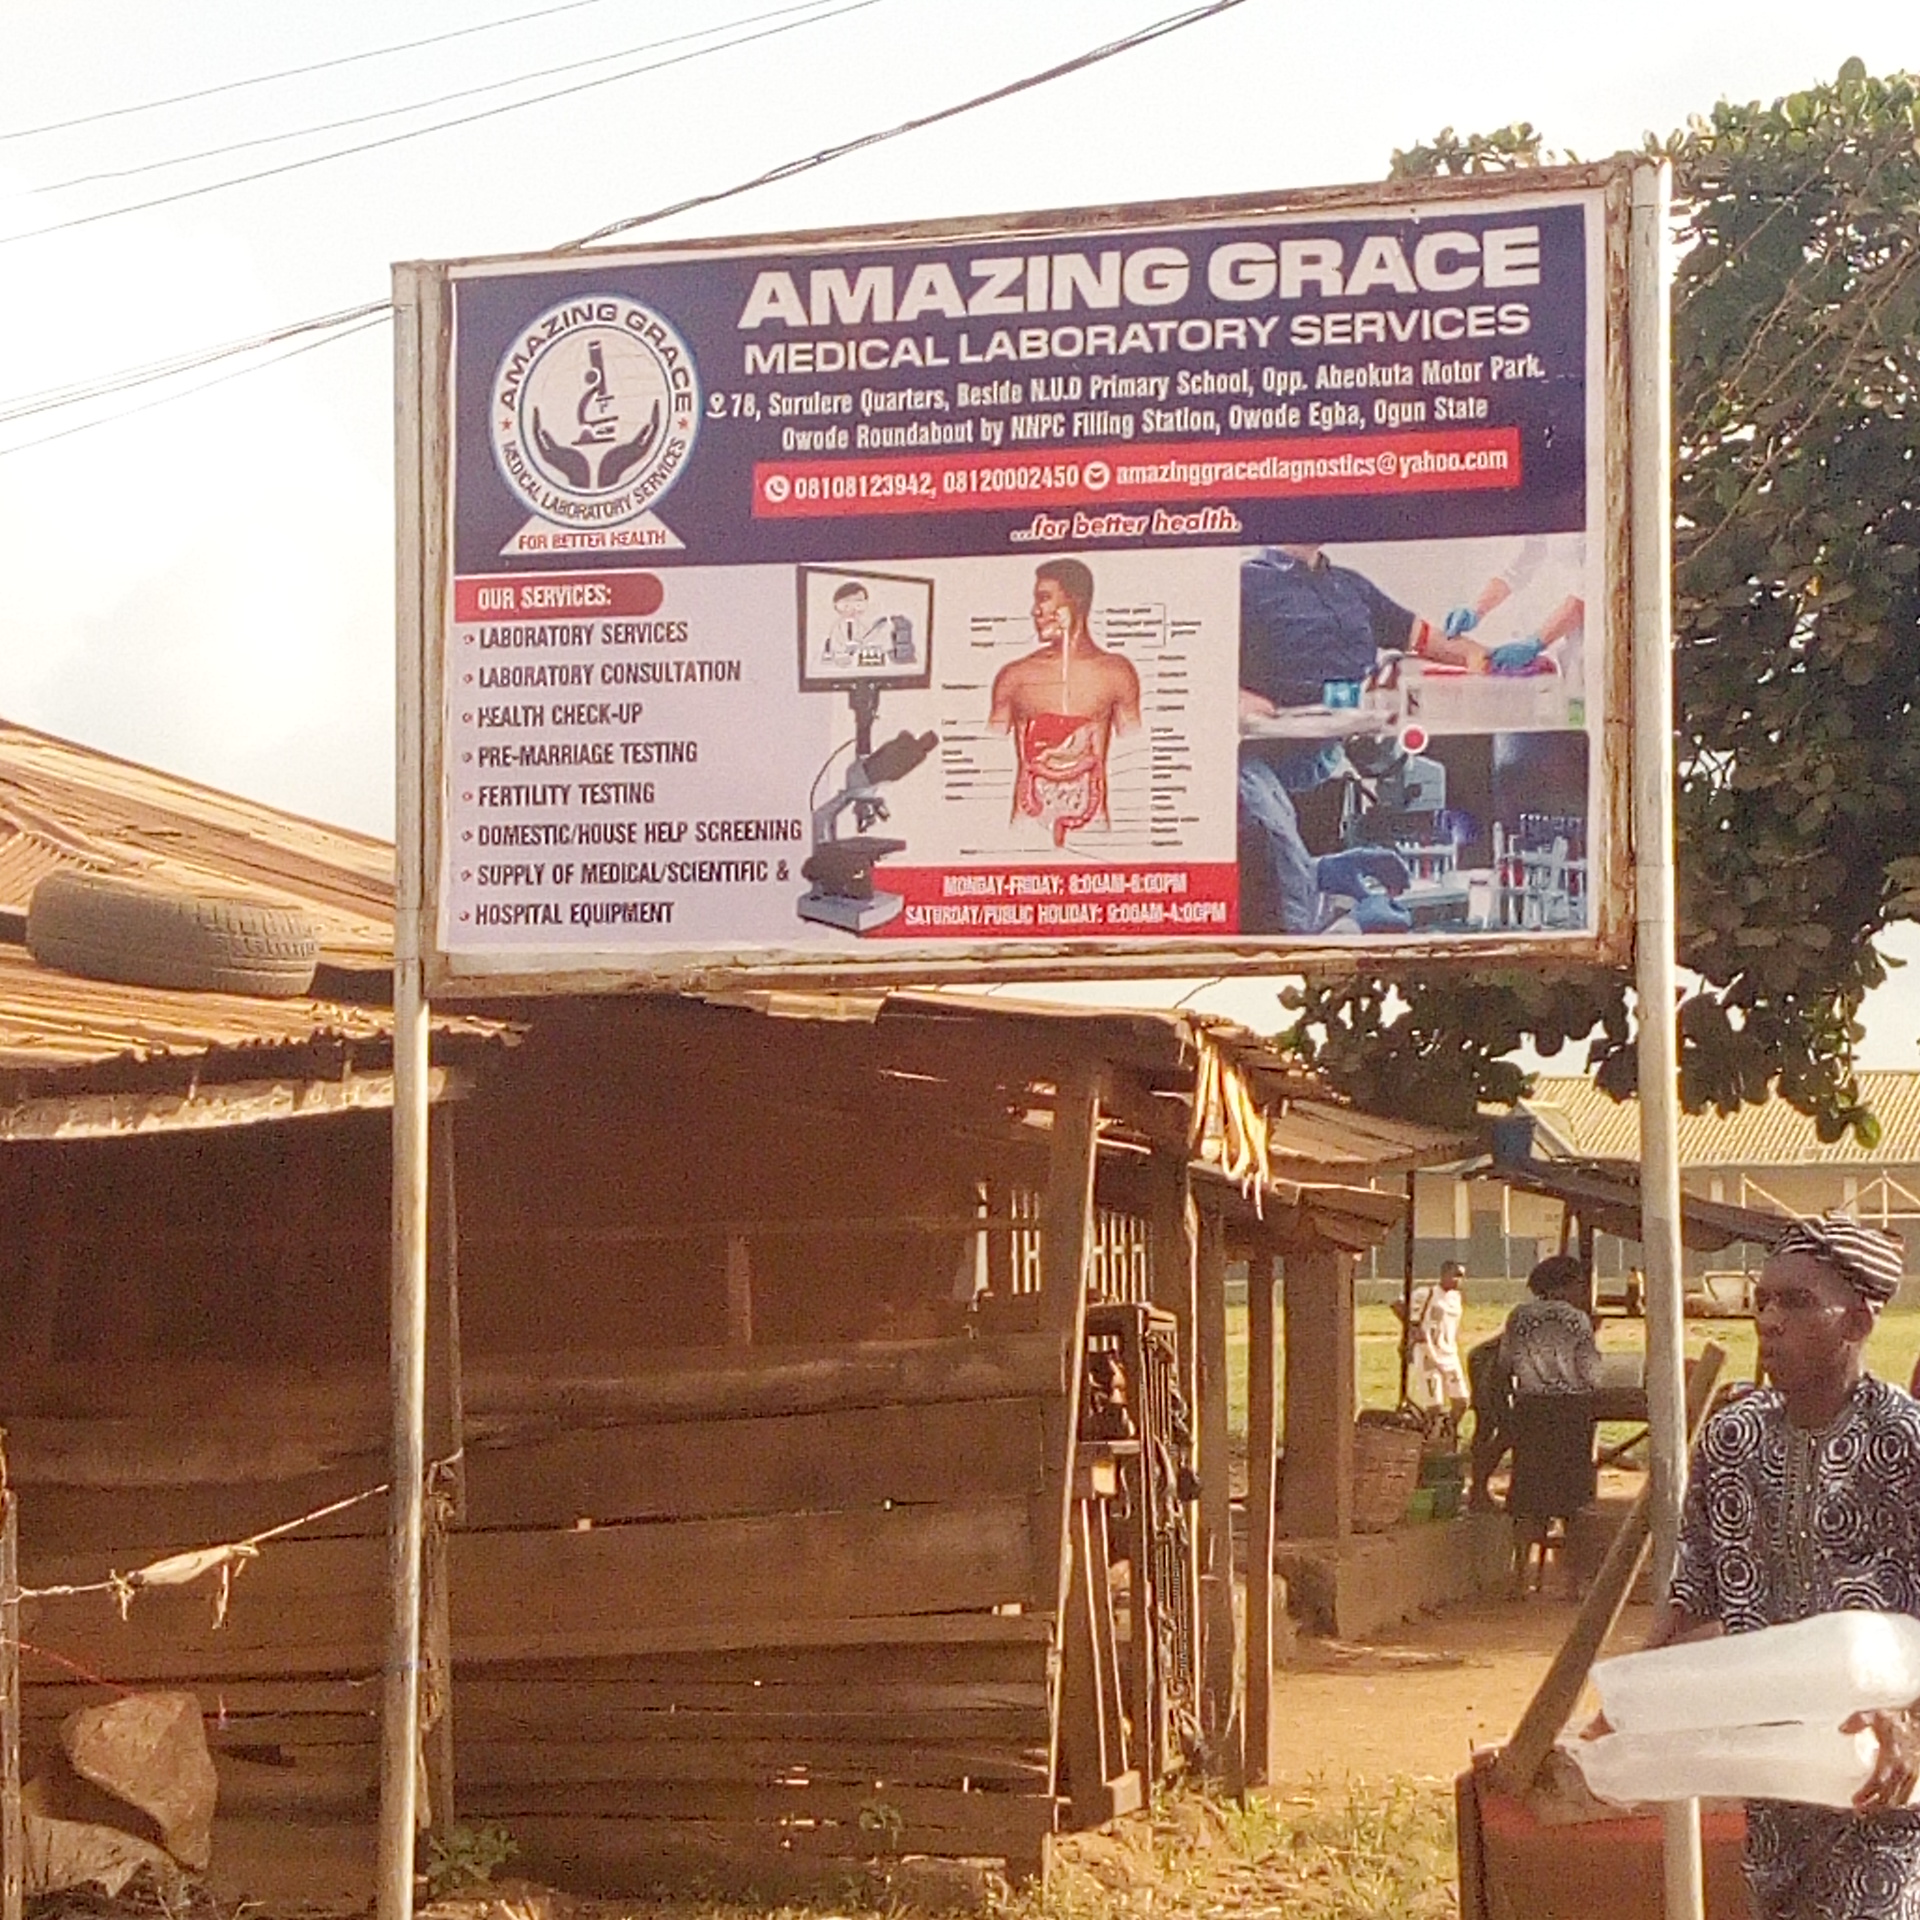 AMAZING GRACE
MEDICAL LABORATORY SERVICES
78, Surulere Quarters, Beside N.U.D Primary School, Opp. Abeokuta Motor Park.
Owode Roundabout by NNPC Filling Station, Owode Egba, Ogun State
08108123942, 08120002450 amazinggracediagnostics@yahoo.com
...for better health.
AMAZING GRACE
MEDICAL LABORATORY SERVICES
FOR BETTER HEALTH
OUR SERVICES:
LABORATORY SERVICES
LABORATORY CONSULTATION
HEALTH CHECK-UP
PRE-MARRIAGE TESTING
FERTILITY TESTING
DOMESTIC/HOUSE HELP SCREENING
SUPPLY OF MEDICAL/SCIENTIFIC &
HOSPITAL EQUIPMENT
MONDAY-FRIDAY: 8:00AM-6:00PM
SATURDAY/PUBLIC HOLIDAY: 9:00AM-4:00PM